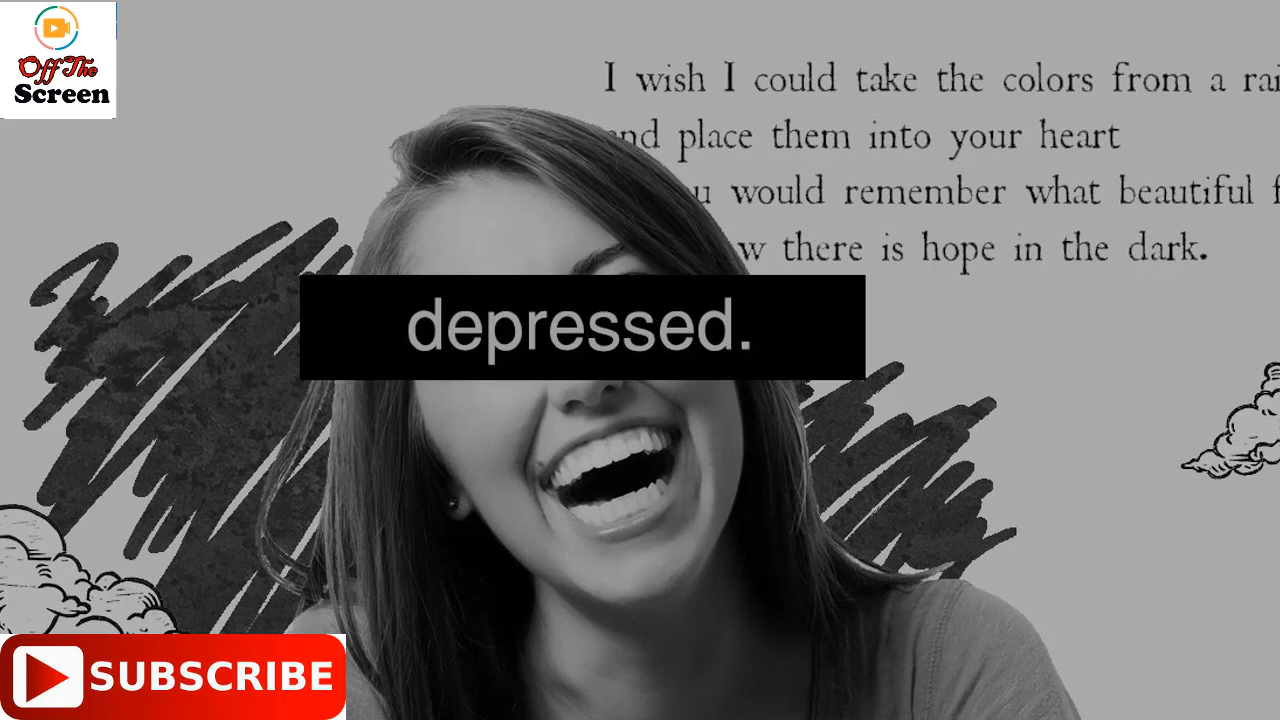 Off The
Screen
I wish I could take the colors from a
place them into your heart
would remember what beautiful
there is hope in the dark.
depressed.
SUBSCRIBE